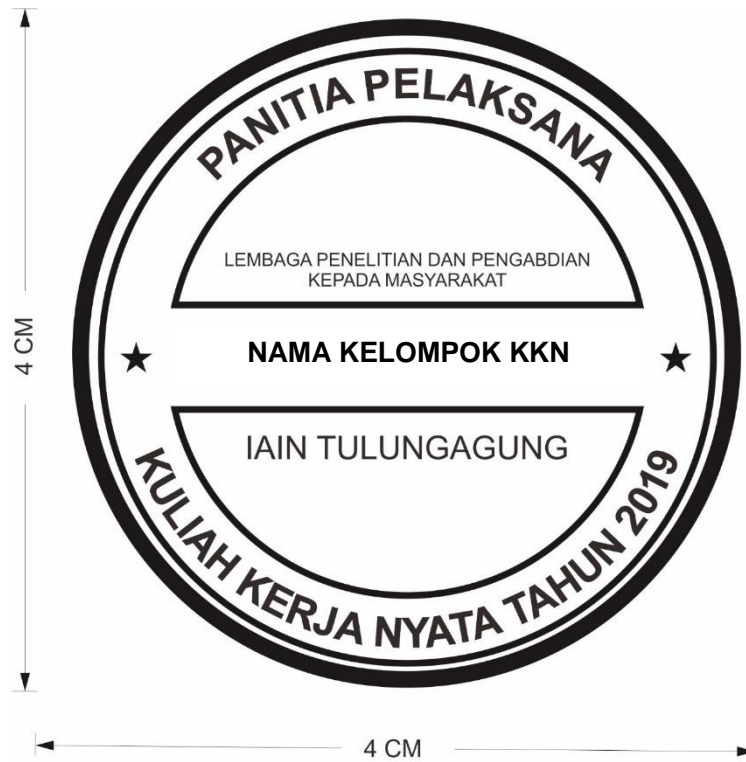 PANITIA PELAKSANA
LEMBAGA PENELITIAN DAN PENGABDIAN
KEPADA MASYARAKAT
NAMA KELOMPOK KKN
IAIN TULUNGAGUNG
KULIAH KERJA NYATA TAHUN 2019
4 CM
4 CM